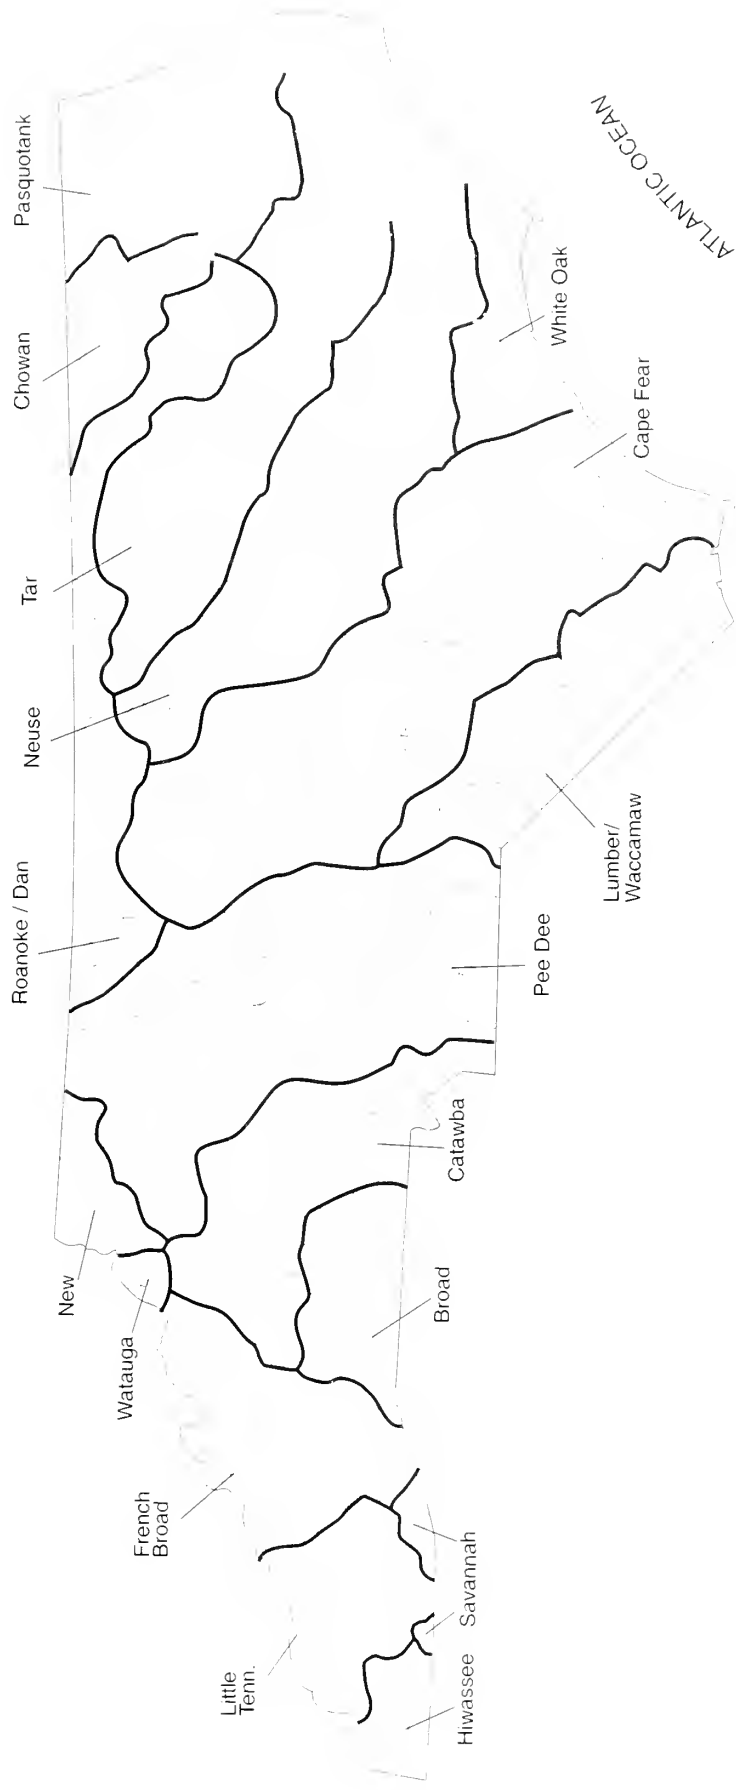 Hiwassee
Savannah
Little
Tenn.
French
Broad
Watauga
New
Broad
Catawba
Pee Dee
Roanoke / Dan
Lumber/
Waccamaw
Neuse
Tar
Cape Fear
White Oak
Chowan
Pasquotank
ATLANTIC OCEAN